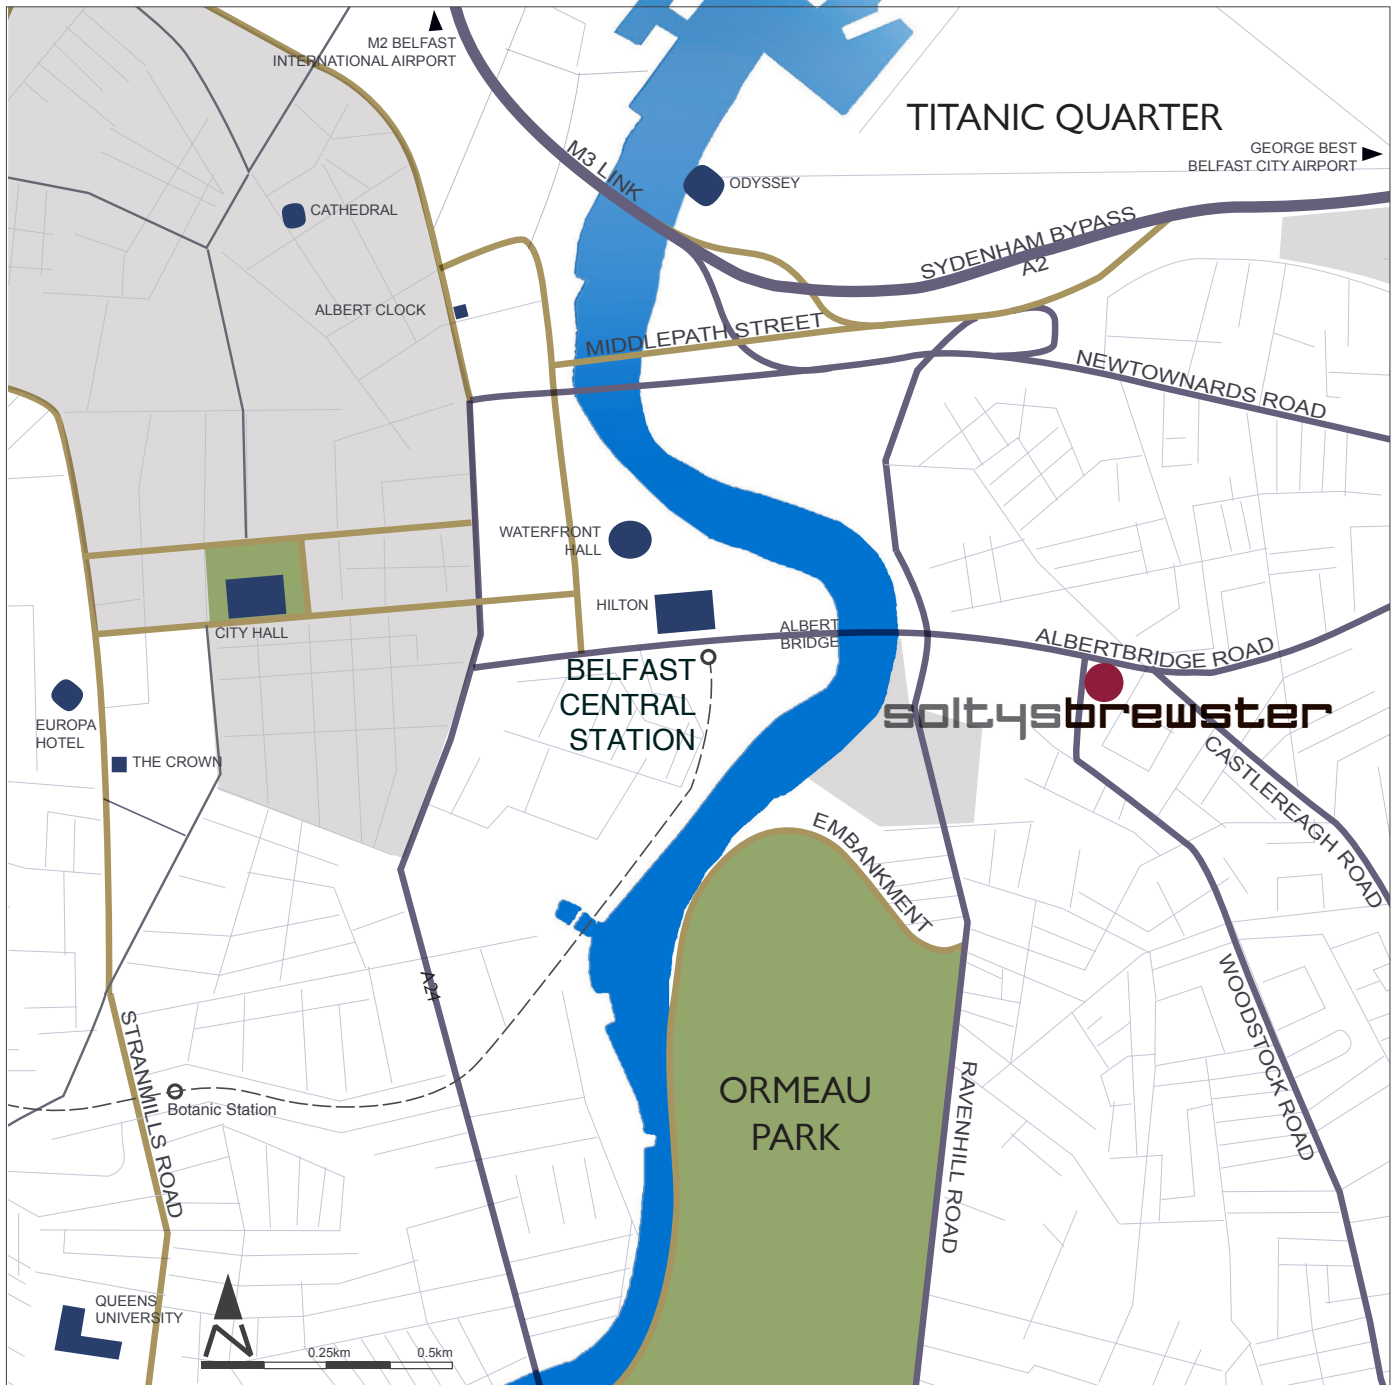 M2 BELFAST
INTERNATIONAL AIRPORT
TITANIC QUARTER
GEORGE BEST
BELFAST CITY AIRPORT
M3 LINK
ODYSSEY
CATHEDRAL
SYDENHAM BYPASS
A2
ALBERT CLOCK
MIDDLEPATH STREET
NEWTOWNARDS ROAD
WATERFRONT
HALL
HILTON
CITY HALL
ALBERT
BRIDGE
ALBERTBRIDGE ROAD
BELFAST
CENTRAL
STATION
soltysbrewster
EUROPA
HOTEL
THE CROWN
CASTLEREAGH ROAD
EMBANKMENT
A24
WOODSTOCK ROAD
STRANMILLS ROAD
Botanic Station
ORMEAU
PARK
RAVENHILL ROAD
QUEENS
UNIVERSITY
N
0.25km
0.5km